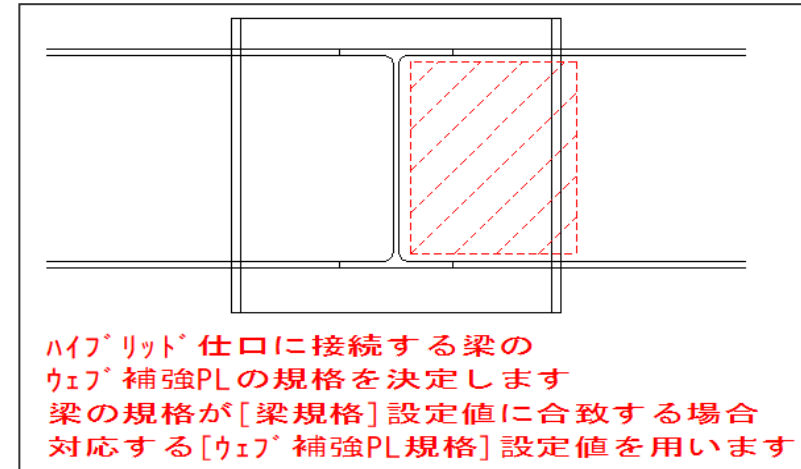 ﾊｲﾌﾞﾘｯﾄﾞ仕口に接続する梁の
ｳｪﾌﾞ補強PLの規格を決定します
梁の規格が[梁規格]設定値に合致する場合
対応する[ｳｪﾌﾞ補強PL規格]設定値を用います